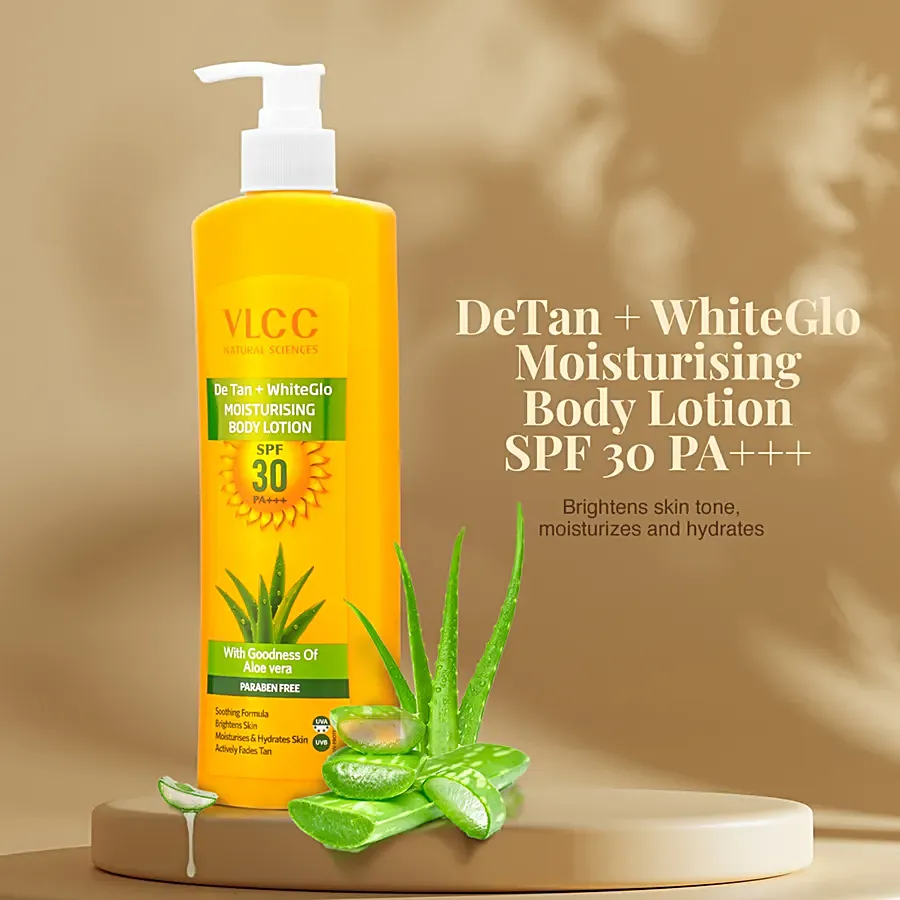 VLCC
NATURAL SCIENCES
De Tan + WhiteGlo
MOISTURISING
BODY LOTION
SPF
30
PA+++
With Goodness Of
Aloe vera
PARABEN FREE
Soothing Formula
Brightens Skin
Moisturises & Hydrates Skin
Actively Fades Tan
UVA
UVB
DeTan + WhiteGlo
Moisturising
Body Lotion
SPF 30 PA+++
Brightens skin tone,
moisturizes and hydrates